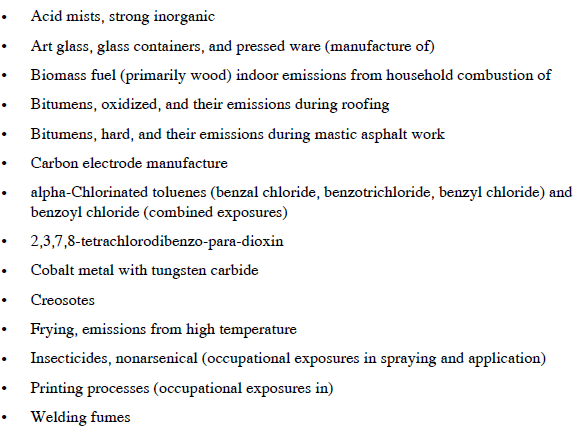 • Acid mists, strong inorganic
• Art glass, glass containers, and pressed ware (manufacture of)
• Biomass fuel (primarily wood) indoor emissions from household combustion of
• Bitumens, oxidized, and their emissions during roofing
• Bitumens, hard, and their emissions during mastic asphalt work
• Carbon electrode manufacture
• alpha-Chlorinated toluenes (benzal chloride, benzotrichloride, benzyl chloride) and
benzoyl chloride (combined exposures)
• 2,3,7,8-tetrachlorodibenzo-para-dioxin
• Cobalt metal with tungsten carbide
• Creosotes
• Frying, emissions from high temperature
• Insecticides, nonarsenical (occupational exposures in spraying and application)
• Printing processes (occupational exposures in)
• Welding fumes